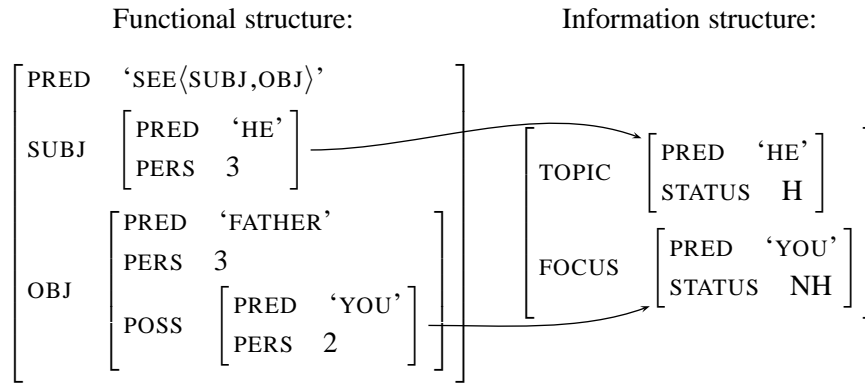 Functional structure: Information structure:
PRED ‘SEE⟨SUBJ,OBJ⟩’
SUBJ PRED ‘HE’
PERS 3
OBJ PRED ‘FATHER’
PERS 3
POSS PRED ‘YOU’
PERS 2
TOPIC PRED ‘HE’
STATUS H
FOCUS PRED ‘YOU’
STATUS NH